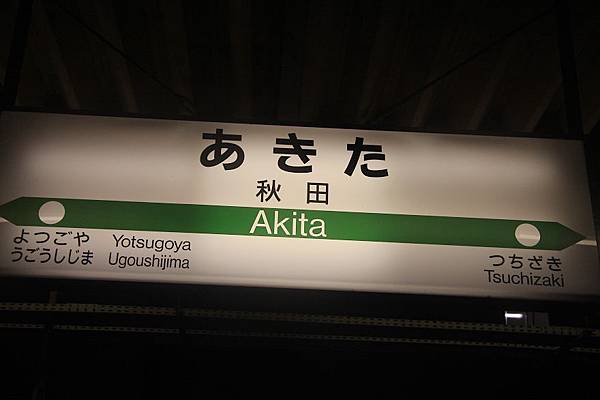 あきた
秋田
Akita
よつごや Yotsugoya
うごうしじま Ugoushijima
つちざき
Tsuchizaki